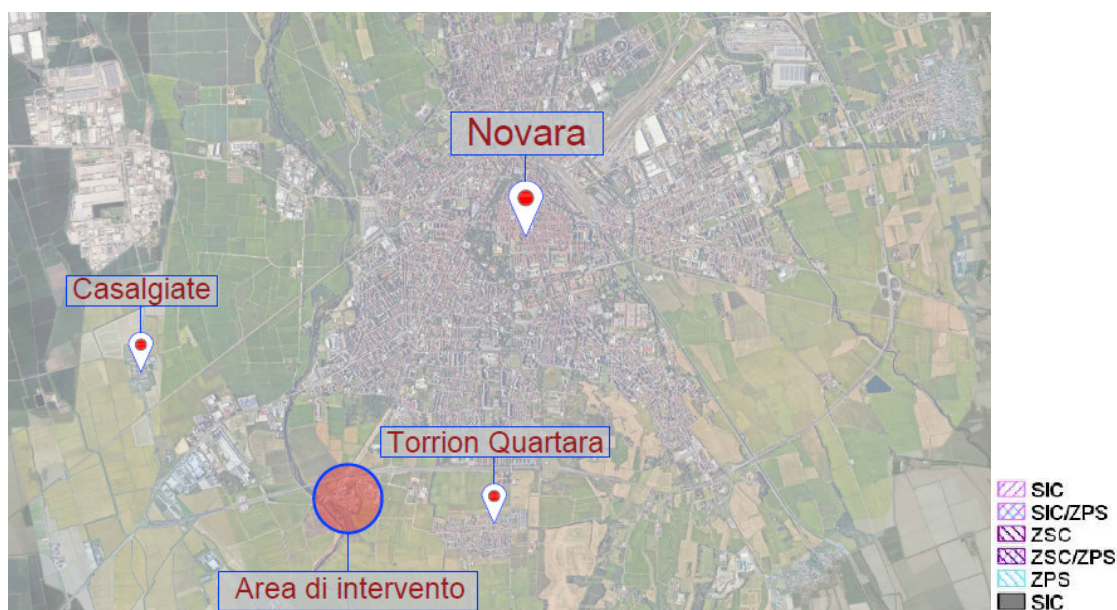 Novara
Casalgiate
Torrion Quartara
Area di intervento
SIC
SIC/ZPS
ZSC
ZSC/ZPS
ZPS
SIC